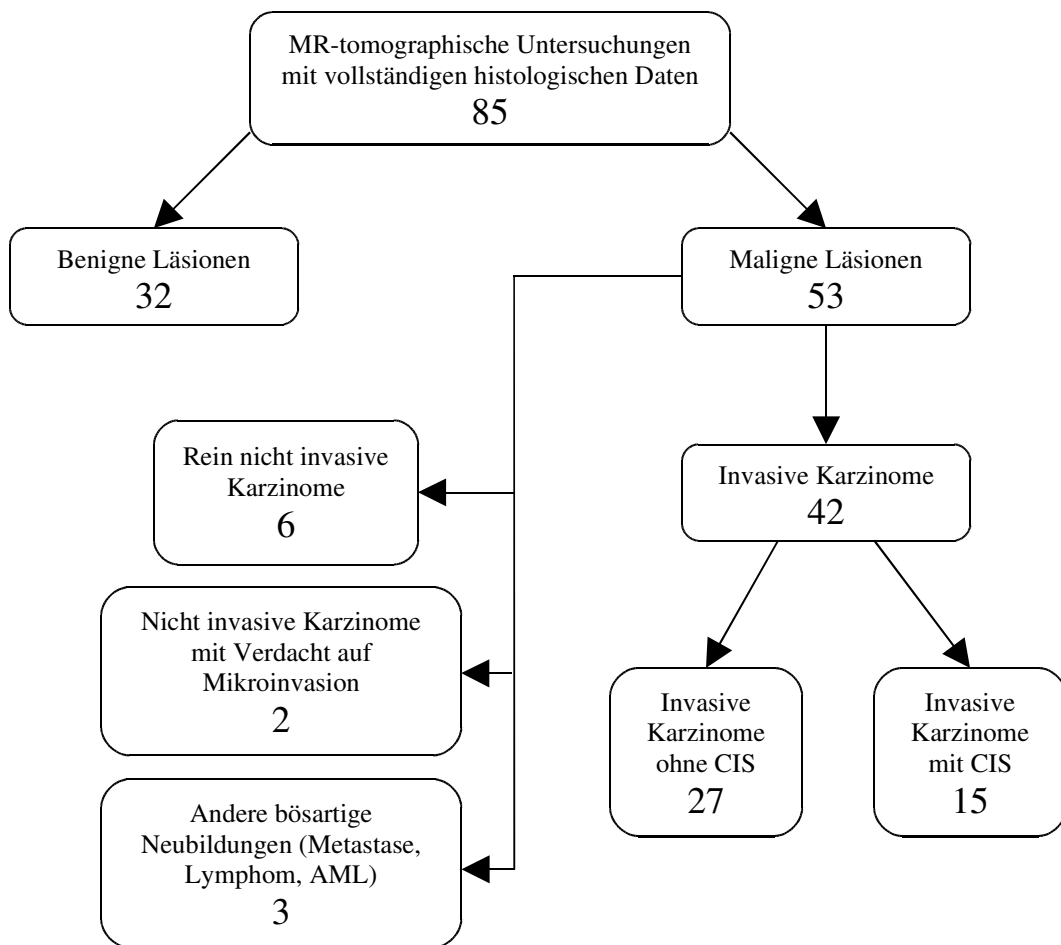 MR-tomographische Untersuchungen
mit vollständigen histologischen Daten
85
Benigne Läsionen
32
Maligne Läsionen
53
Rein nicht invasive
Karzinome
6
Invasive Karzinome
42
Nicht invasive Karzinome
mit Verdacht auf
Mikroinvasion
2
Invasive
Karzinome
ohne CIS
27
Invasive
Karzinome
mit CIS
15
Andere bösartige
Neubildungen (Metastase,
Lymphom, AML)
3